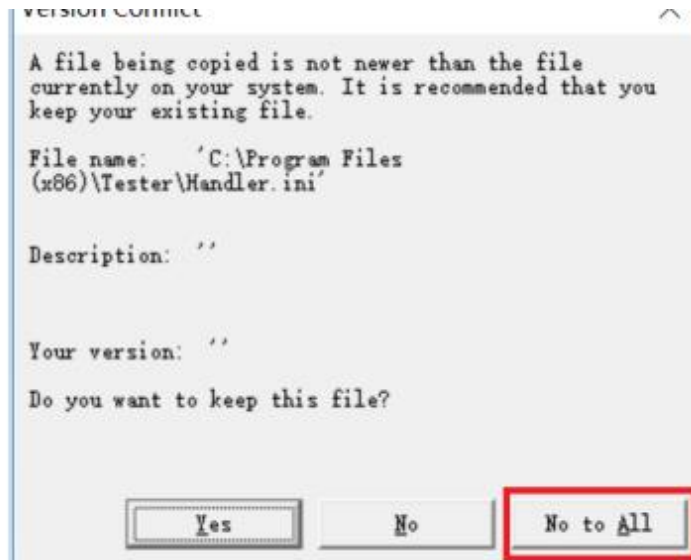 Version Conflict
A file being copied is not newer than the file
currently on your system. It is recommended that you
keep your existing file.
File name: 'C:\Program Files
(x86)\Tester\Handler.ini'
Description: ''
Your version: ''
Do you want to keep this file?
Yes
No
No to All